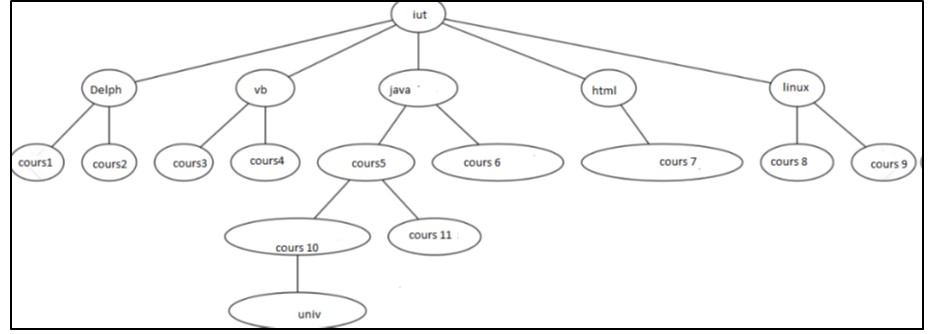 iut
Delph
vb
java
html
linux
cours1
cours2
cours3
cours4
cours5
cours 6
cours 7
cours 8
cours 9
cours 10
cours 11
univ